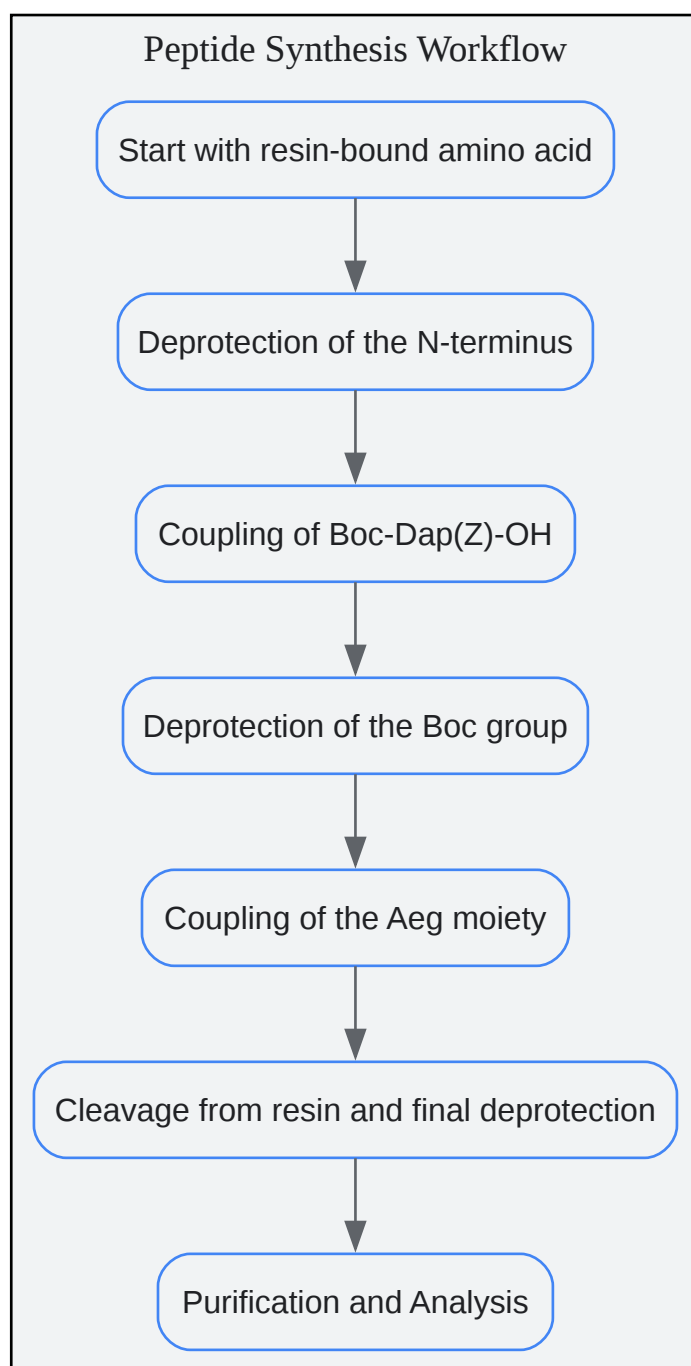 Peptide Synthesis Workflow
Start with resin-bound amino acid
Deprotection of the N-terminus
Coupling of Boc-Dap(Z)-OH
Deprotection of the Boc group
Coupling of the Aeg moiety
Cleavage from resin and final deprotection
Purification and Analysis